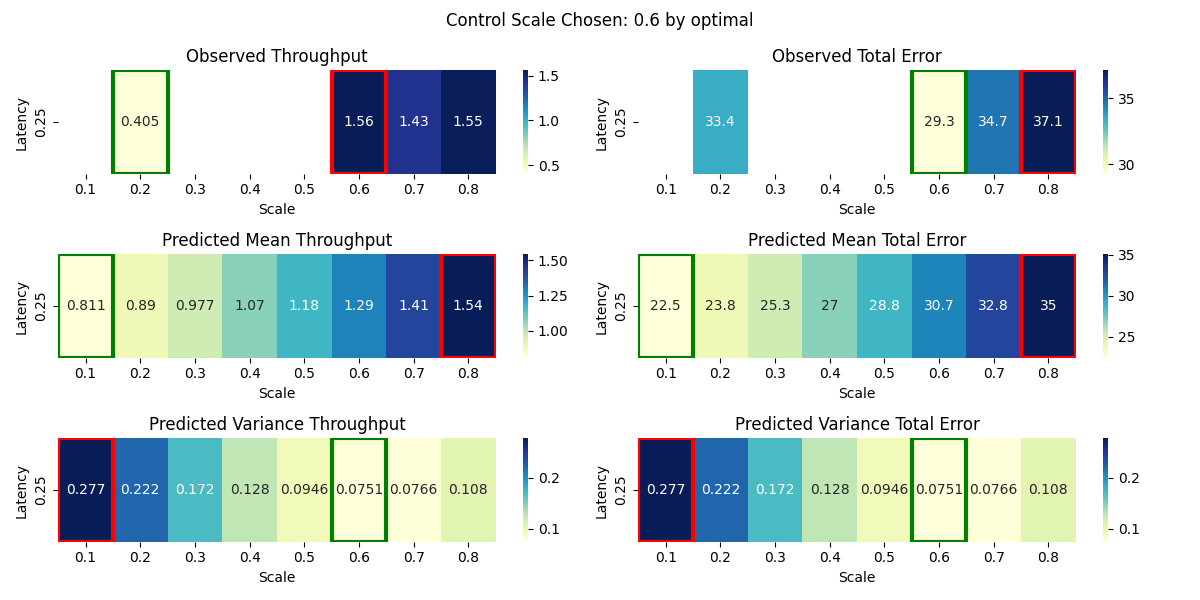 Control Scale Chosen: 0.6 by optimal
Observed Throughput
Latency
0.25
0.405 1.56 1.43 1.55
0.1 0.2 0.3 0.4 0.5 0.6 0.7 0.8
Scale
1.5
1.0
0.5
Observed Total Error
Latency
0.25
33.4 29.3 34.7 37.1
0.1 0.2 0.3 0.4 0.5 0.6 0.7 0.8
Scale
35
30
Predicted Mean Throughput
Latency
0.25
0.811 0.89 0.977 1.07 1.18 1.29 1.41 1.54
0.1 0.2 0.3 0.4 0.5 0.6 0.7 0.8
Scale
1.50
1.25
1.00
Predicted Mean Total Error
Latency
0.25
22.5 23.8 25.3 27 28.8 30.7 32.8 35
0.1 0.2 0.3 0.4 0.5 0.6 0.7 0.8
Scale
35
30
25
Predicted Variance Throughput
Latency
0.25
0.277 0.222 0.172 0.128 0.0946 0.0751 0.0766 0.108
0.1 0.2 0.3 0.4 0.5 0.6 0.7 0.8
Scale
0.2
0.1
Predicted Variance Total Error
Latency
0.25
0.277 0.222 0.172 0.128 0.0946 0.0751 0.0766 0.108
0.1 0.2 0.3 0.4 0.5 0.6 0.7 0.8
Scale
0.2
0.1